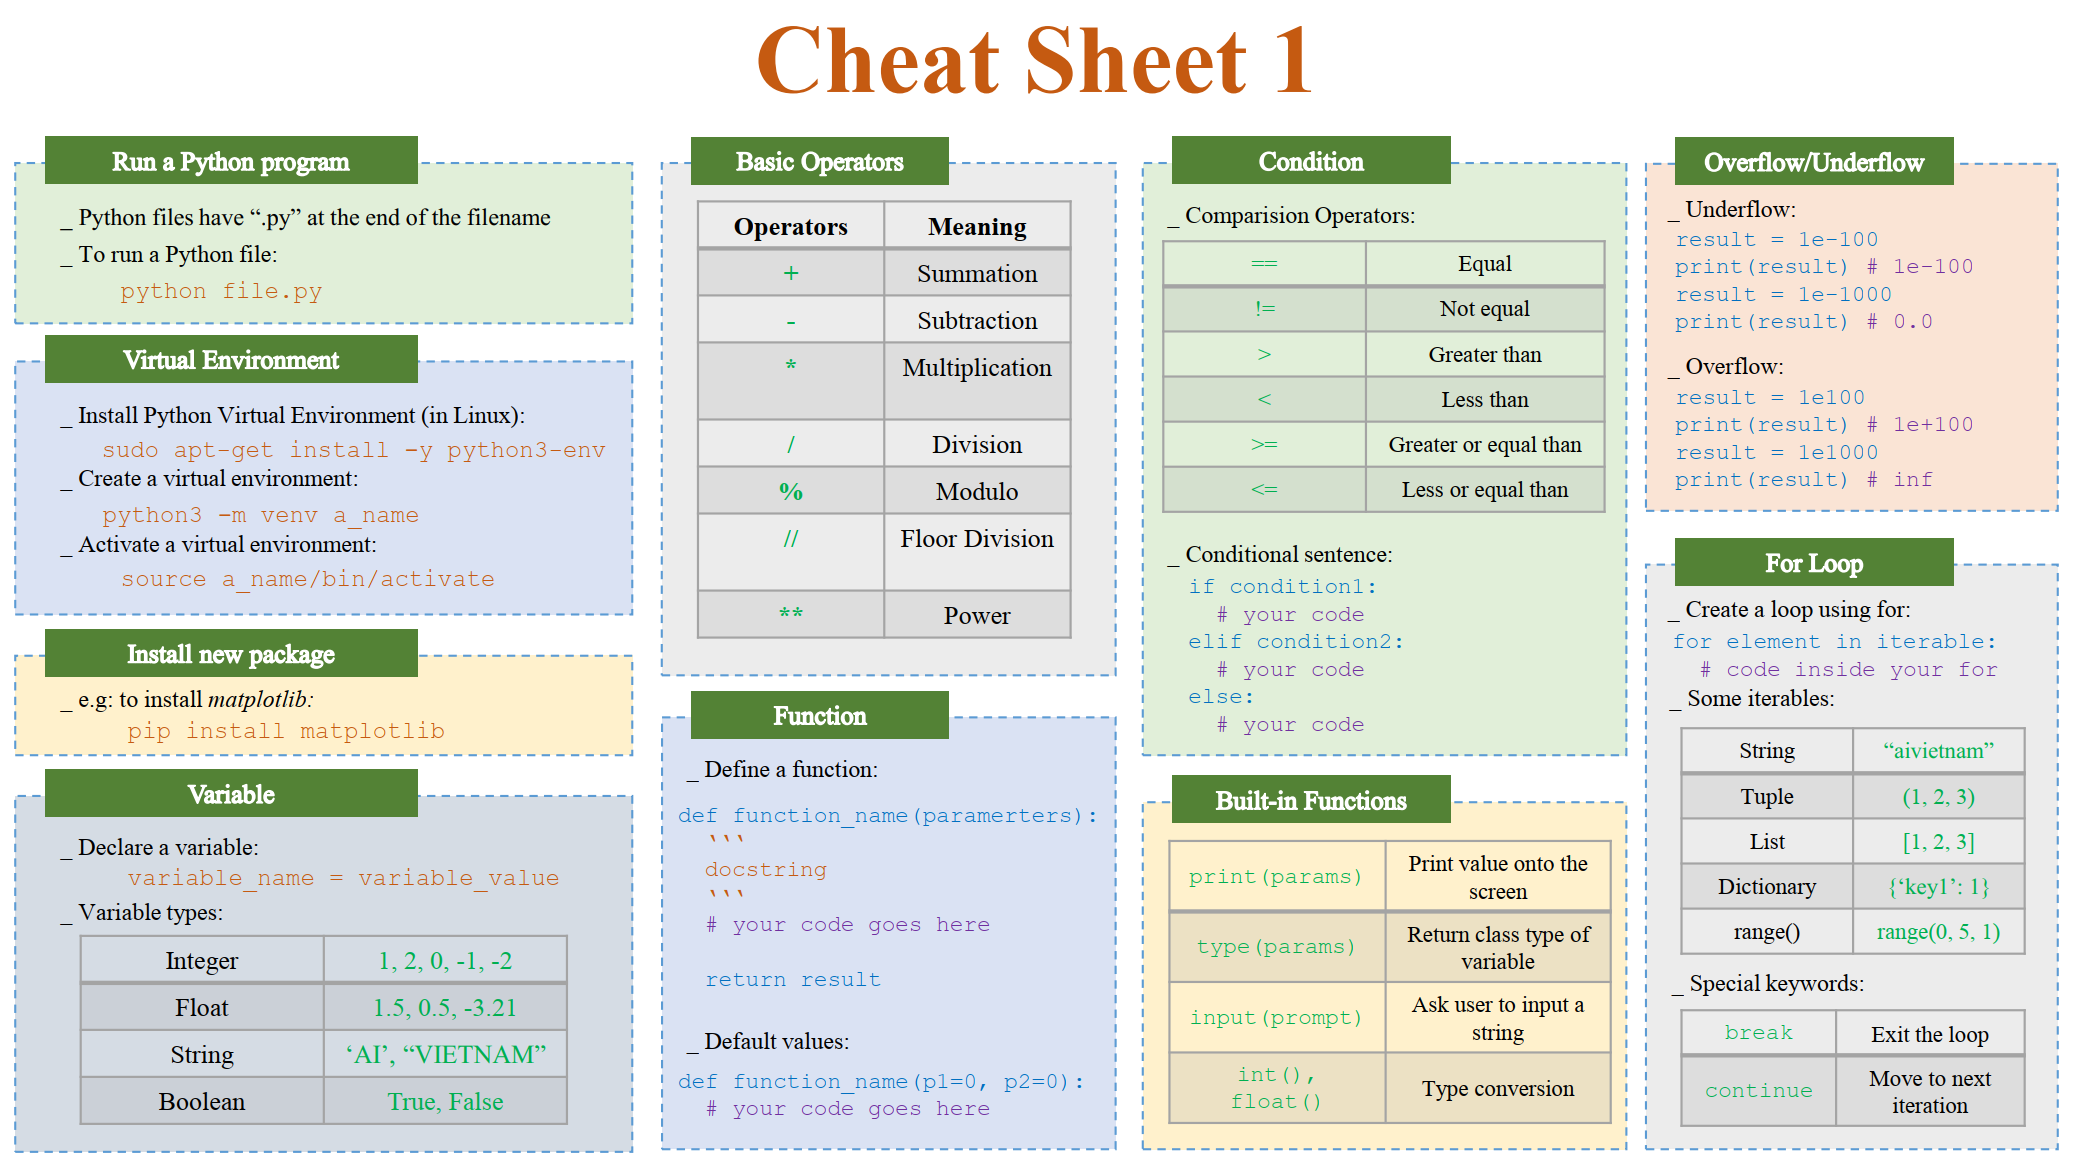 Cheat Sheet 1
Run a Python program
_ Python files have “.py” at the end of the filename
_ To run a Python file:
python file.py
Virtual Environment
_ Install Python Virtual Environment (in Linux):
sudo apt-get install -y python3-env
_ Create a virtual environment:
python3 -m venv a_name
_ Activate a virtual environment:
source a_name/bin/activate
Install new package
_ e.g: to install matplotlib:
pip install matplotlib
Variable
_ Declare a variable:
variable_name = variable_value
_ Variable types:
Integer 1, 2, 0, -1, -2
Float 1.5, 0.5, -3.21
String ‘AI’, “VIETNAM”
Boolean True, False
Basic Operators
Operators Meaning
+ Summation
- Subtraction
* Multiplication
/ Division
% Modulo
// Floor Division
** Power
Function
_ Define a function:
def function_name(paramerters):
```
docstring
```
# your code goes here
return result
_ Default values:
def function_name(p1=0, p2=0):
# your code goes here
Condition
_ Comparision Operators:
== Equal
!= Not equal
> Greater than
< Less than
>= Greater or equal than
<= Less or equal than
_ Conditional sentence:
if condition1:
# your code
elif condition2:
# your code
else:
# your code
Built-in Functions
print(params) Print value onto the
screen
type(params) Return class type of
variable
input(prompt) Ask user to input a
string
int(),
float() Type conversion
Overflow/Underflow
_ Underflow:
result = 1e-100
print(result) # 1e-100
result = 1e-1000
print(result) # 0.0
_ Overflow:
result = 1e100
print(result) # 1e+100
result = 1e1000
print(result) # inf
For Loop
_ Create a loop using for:
for element in iterable:
# code inside your for
_ Some iterables:
String “aivietnam”
Tuple (1, 2, 3)
List [1, 2, 3]
Dictionary {‘key1’: 1}
range() range(0, 5, 1)
_ Special keywords:
break Exit the loop
continue Move to next
iteration